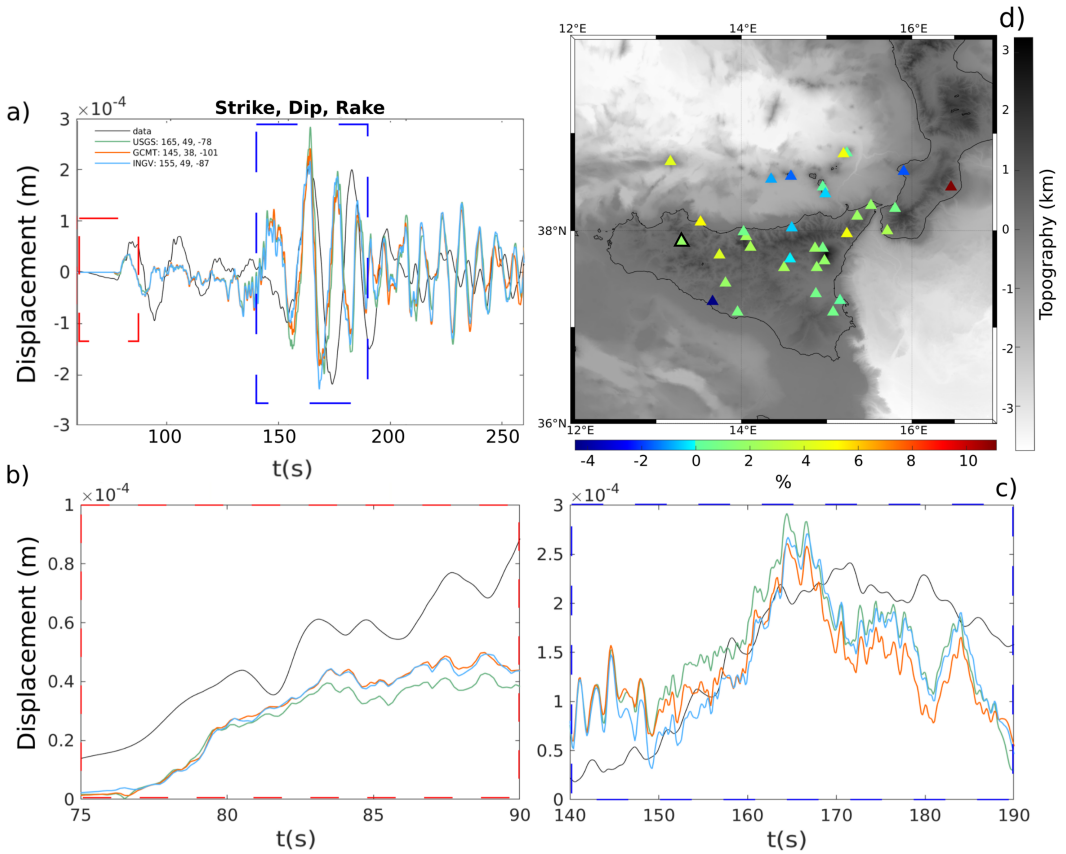 a)
×10-4
Strike, Dip, Rake
data
USGS: 165, 49, -78
GCMT: 145, 38, -101
INGV: 155, 49, -87
3
2
1
0
-1
-2
-3
Displacement (m)
100
150
200
250
t(s)
d)
12°E
14°E
16°E
38°N
36°N
12°E
14°E
16°E
3
2
1
0
-1
-2
-3
Topography (km)
-4
-2
0
2
4
6
8
10
%
b)
×10-4
1
0.8
0.6
0.4
0.2
0
Displacement (m)
75
80
85
90
t(s)
c)
×10-4
3
2.5
2
1.5
1
0.5
0
140
150
160
170
180
190
t(s)